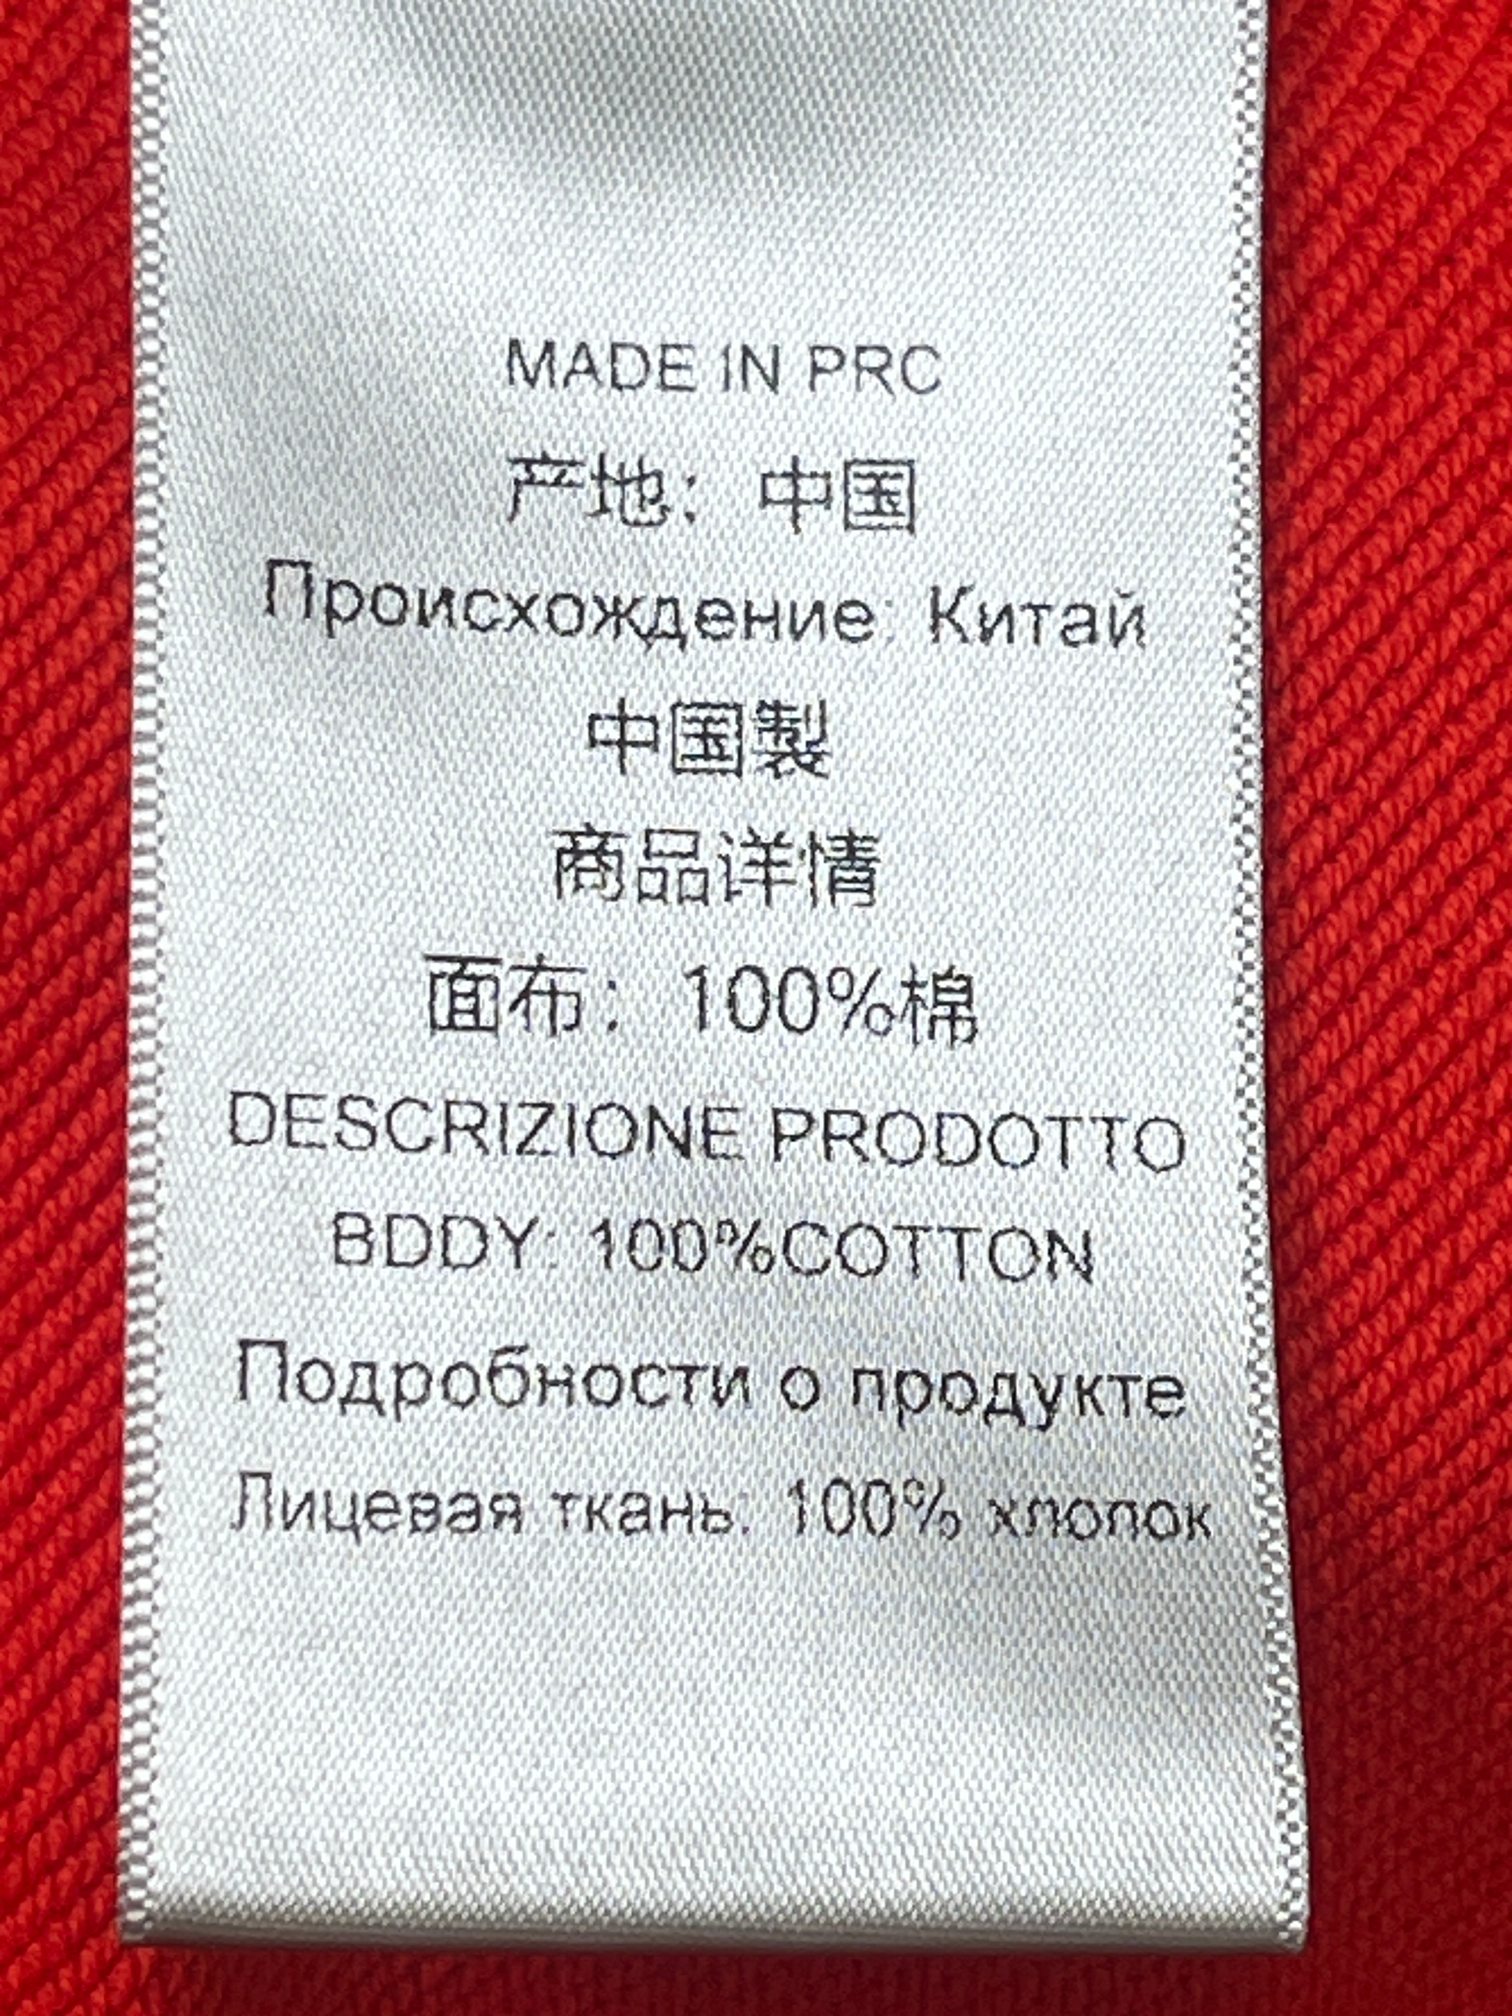 MADE IN PRC
产地：中国
Происхождение: Китай
中国製
商品详情
面布：100%棉
DESCRIZIONE PRODOTTO
BDDY: 100%COTTON
Подробности о продукте
Лицевая ткань: 100% хлопок